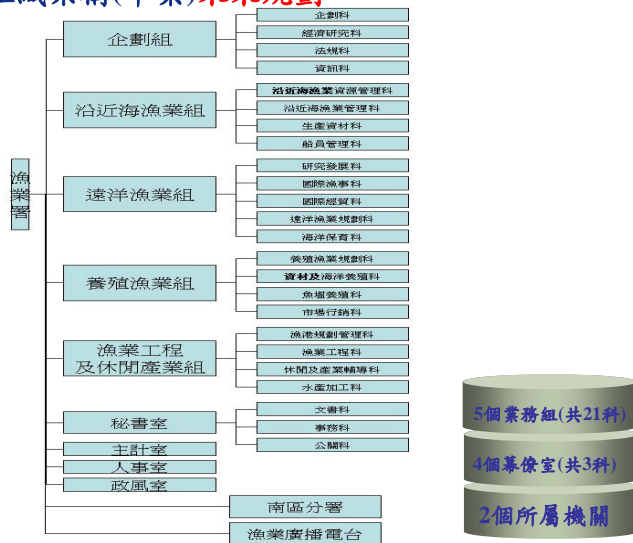 未來規劃
企劃組
企劃科
經濟研究科
法規科
資訊科
沿近海漁業組
沿近海漁業資源管理科
沿近海漁業管理科
生產資材科
船員管理科
漁業署
遠洋漁業組
研究發展科
國際漁事科
國際經貿科
遠洋漁業規劃科
海洋保育科
養殖漁業組
養殖漁業規劃科
資材及海洋養殖科
魚塭養殖科
市場行銷科
漁業工程
及休閒產業組
漁港規劃管理科
漁業工程科
休閒及產業輔導科
水產加工科
秘書室
文書科
事務科
公關科
主計室
人事室
政風室
南區分署
漁業廣播電台
5個業務組(共21科)
4個幕僚室(共3科)
2個所屬機關